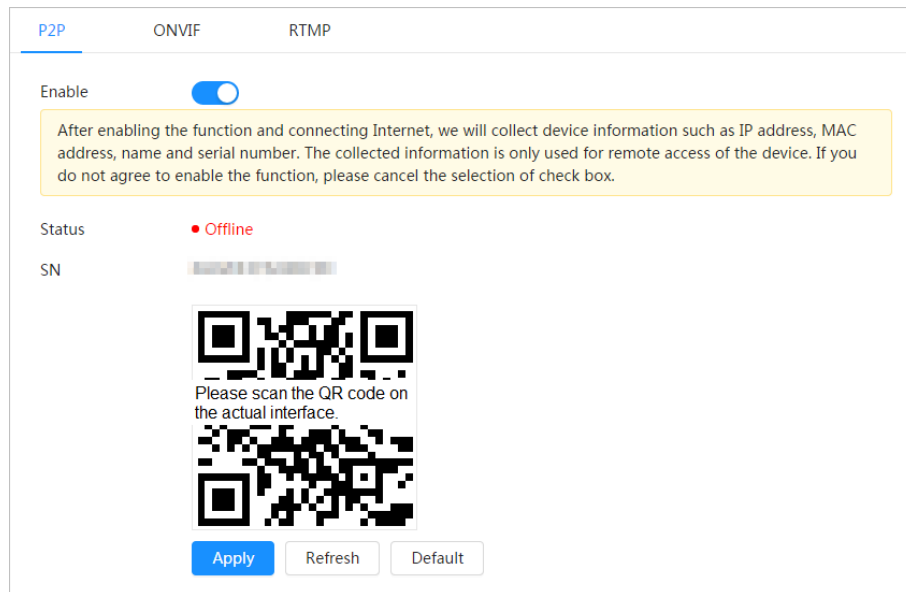 P2P ONVIF RTMP
Enable
After enabling the function and connecting Internet, we will collect device information such as IP address, MAC
address, name and serial number. The collected information is only used for remote access of the device. If you
do not agree to enable the function, please cancel the selection of check box.
Status Offline
SN
Please scan the QR code on
the actual interface.
Apply Refresh Default